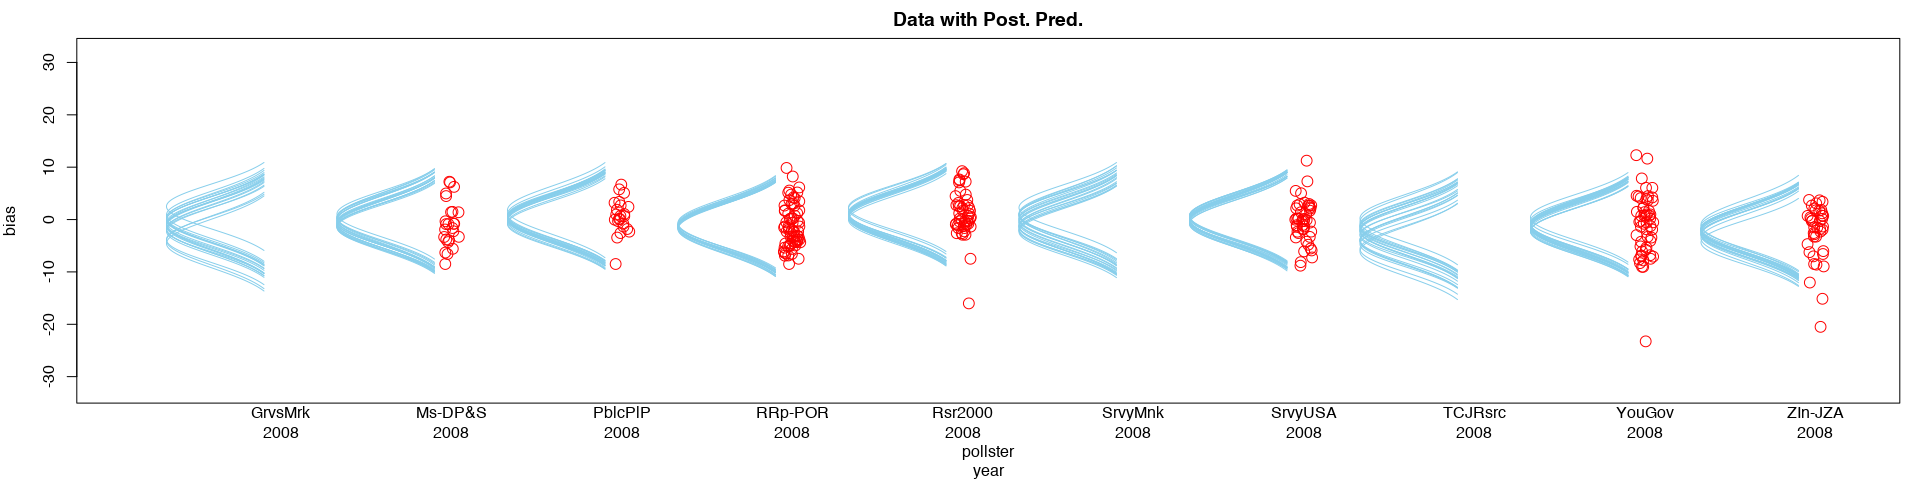 Data with Post. Pred.
bias
30
20
10
0
-10
-20
-30
GrvsMrk Ms-DP&S PblcPlP RRp-POR Rsr2000 SrvyMnk SrvyUSA TCJRsrc YouGov Zln-JZA
2008 2008 2008 2008 2008 2008 2008 2008 2008 2008
pollster
year